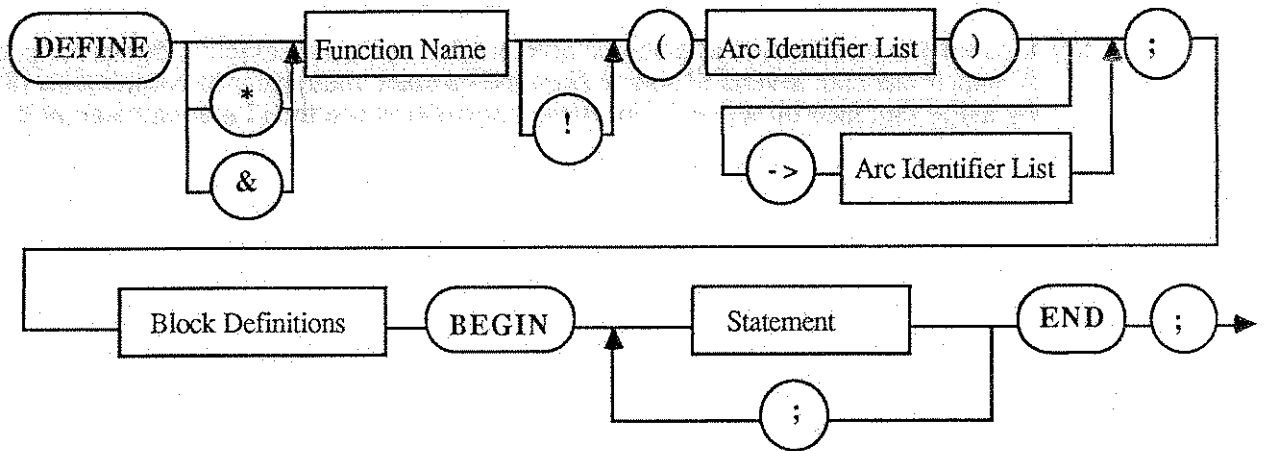 DEFINE
*
&
Function Name
!
(
Arc Identifier List
)
->
Arc Identifier List
;
Block Definitions
BEGIN
Statement
;
END
;